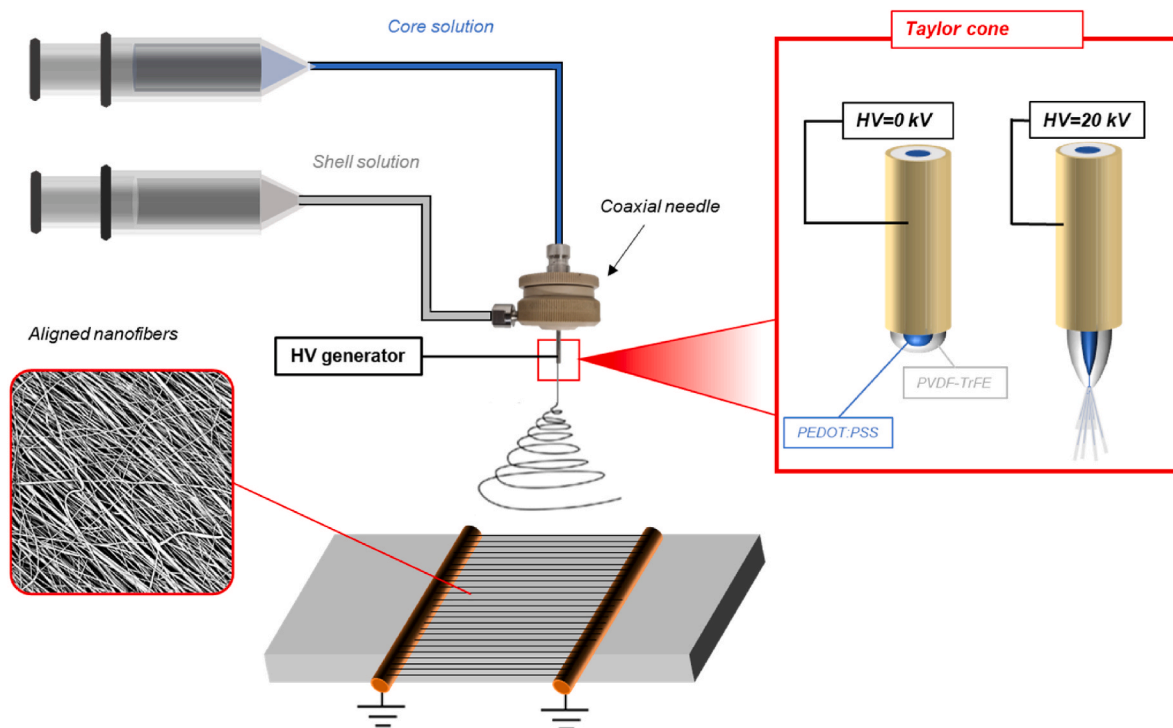 Core solution
Taylor cone
HV=0 kV
HV=20 kV
Shell solution
Coaxial needle
Aligned nanofibers
HV generator
PVDF-TrFE
PEDOT:PSS